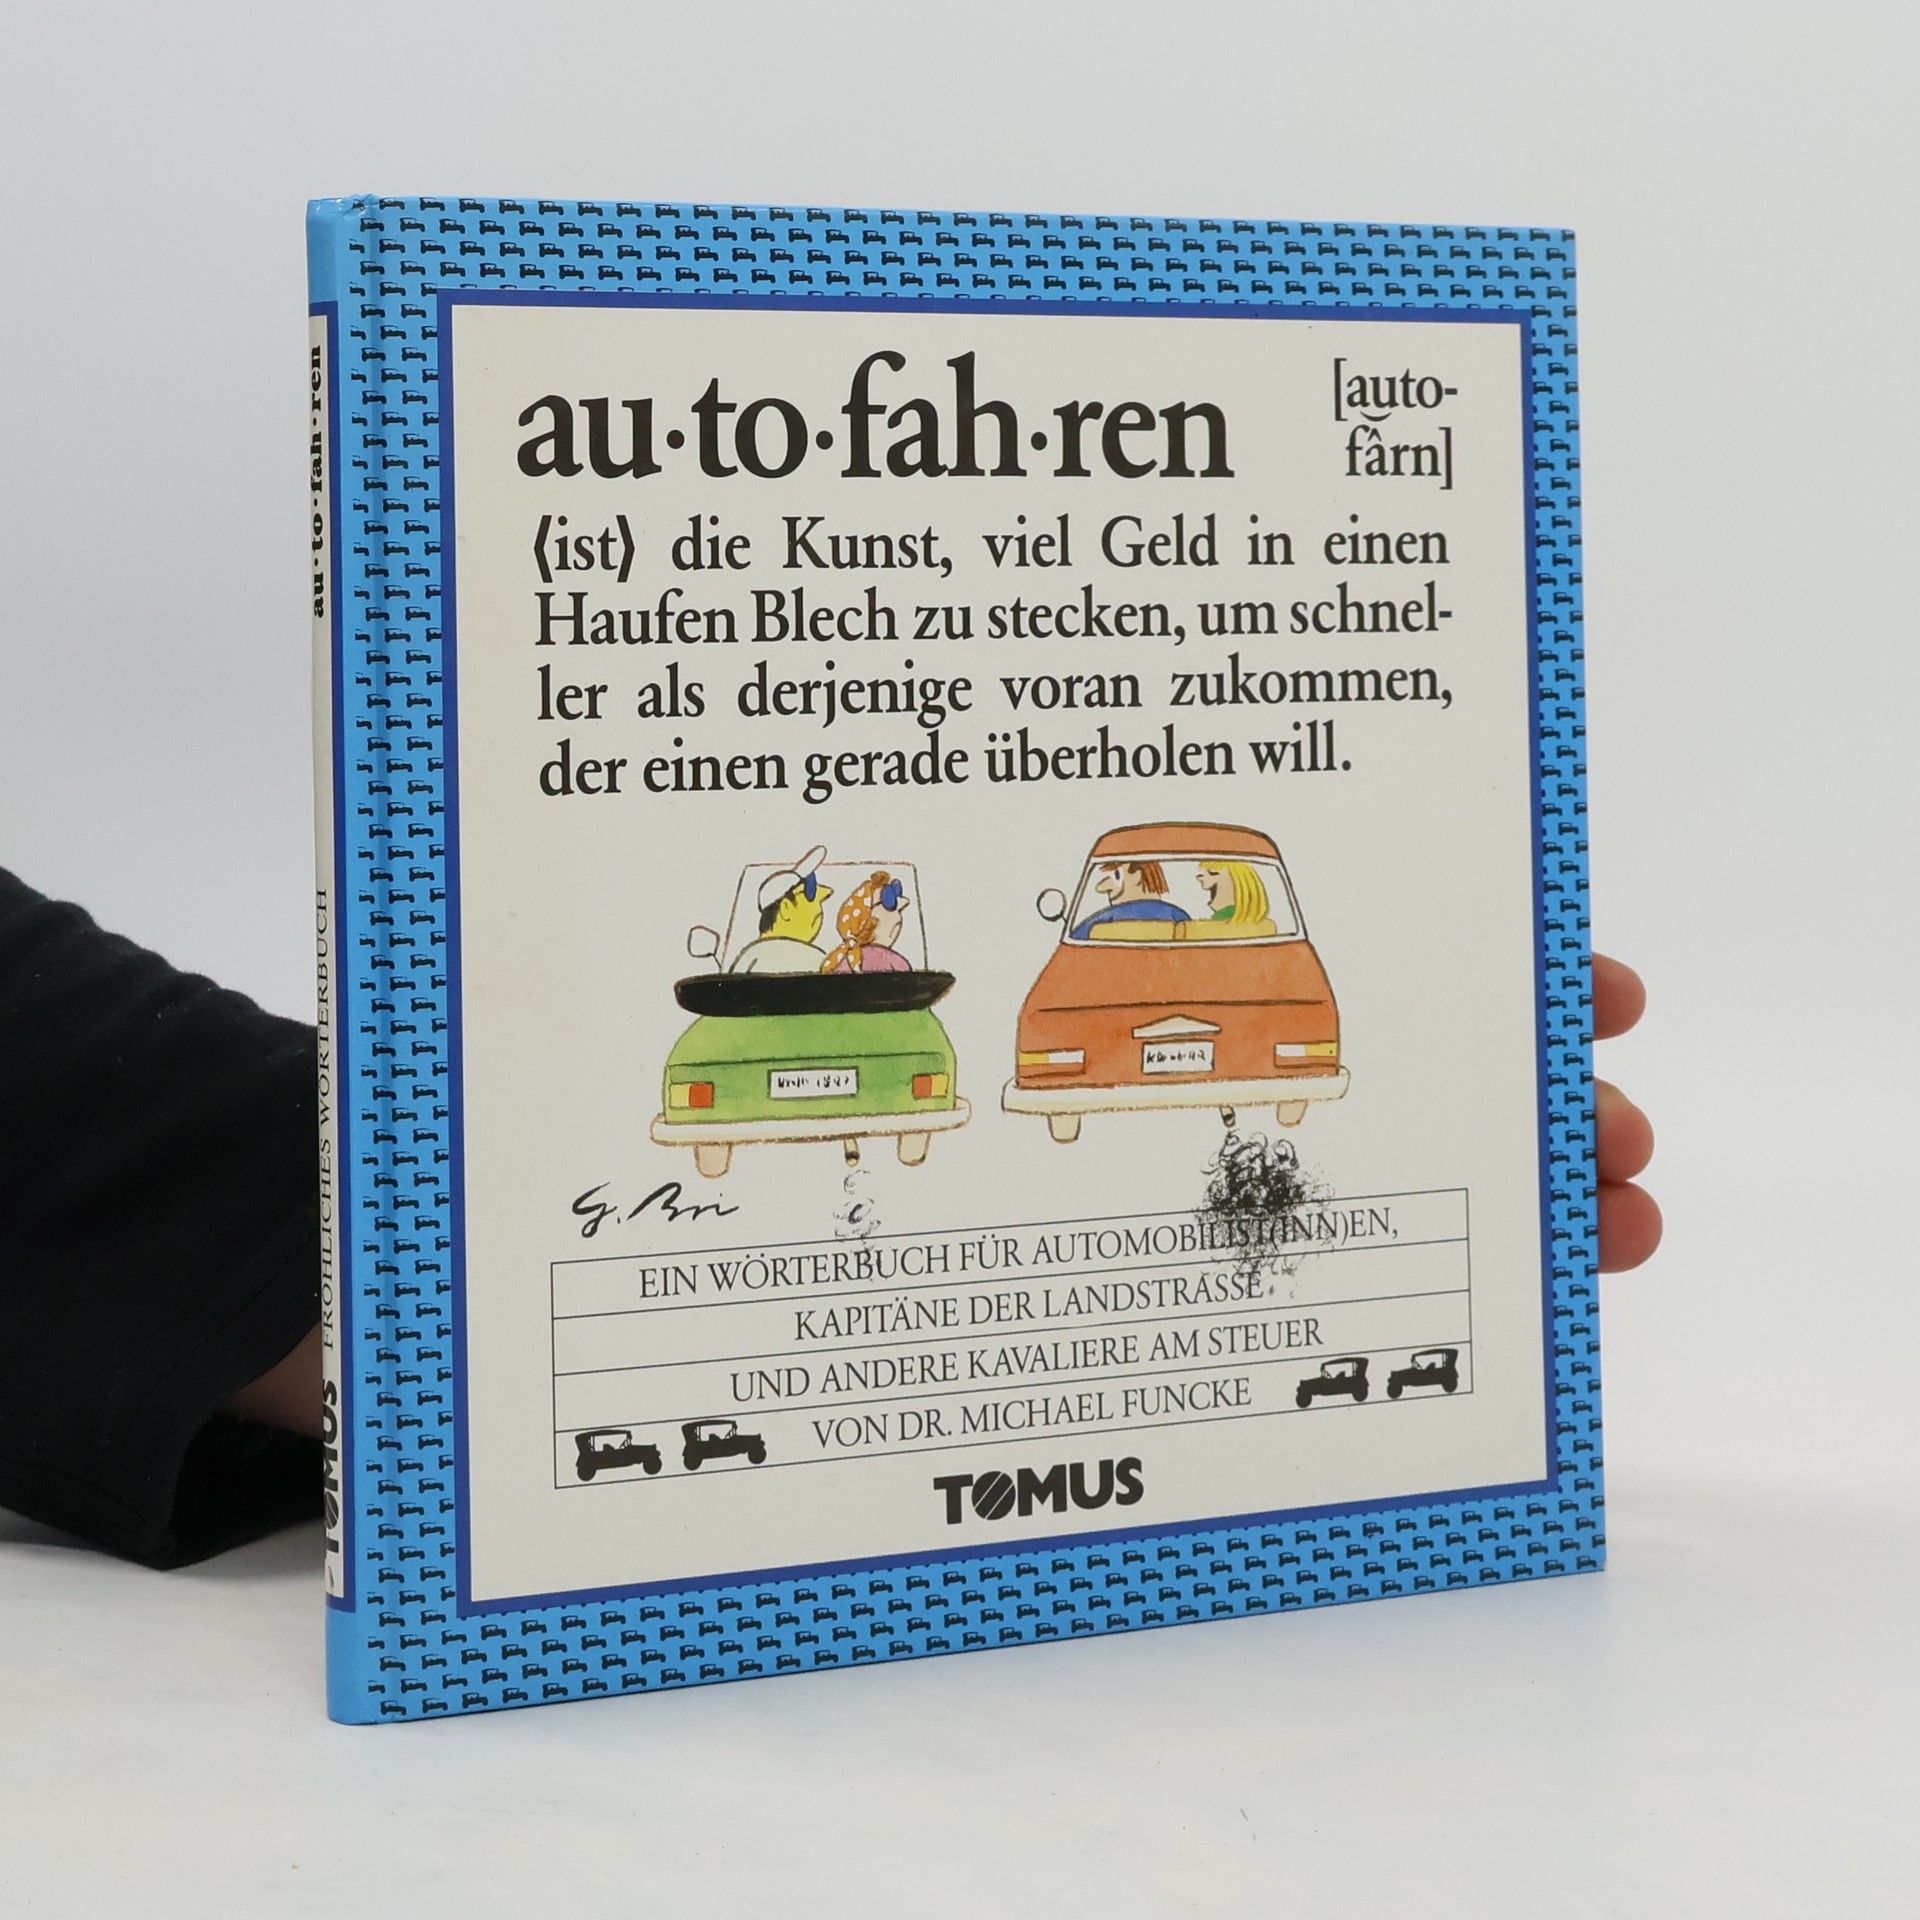 au·to·fah·ren
[auto-
fârn]
⟨ist⟩ die Kunst, viel Geld in einen
Haufen Blech zu stecken, um schnel-
ler als derjenige voran zukommen,
der einen gerade überholen will.
EIN WÖRTERBUCH FÜR AUTOMOBILIST(INN)EN,
KAPITÄNE DER LANDSTRASSE
UND ANDERE KAVALIERE AM STEUER
VON DR. MICHAEL FUNCKE
TOMUS
au·to·fah·ren
FRÖHLICHES WÖRTERBUCH
TOMUS